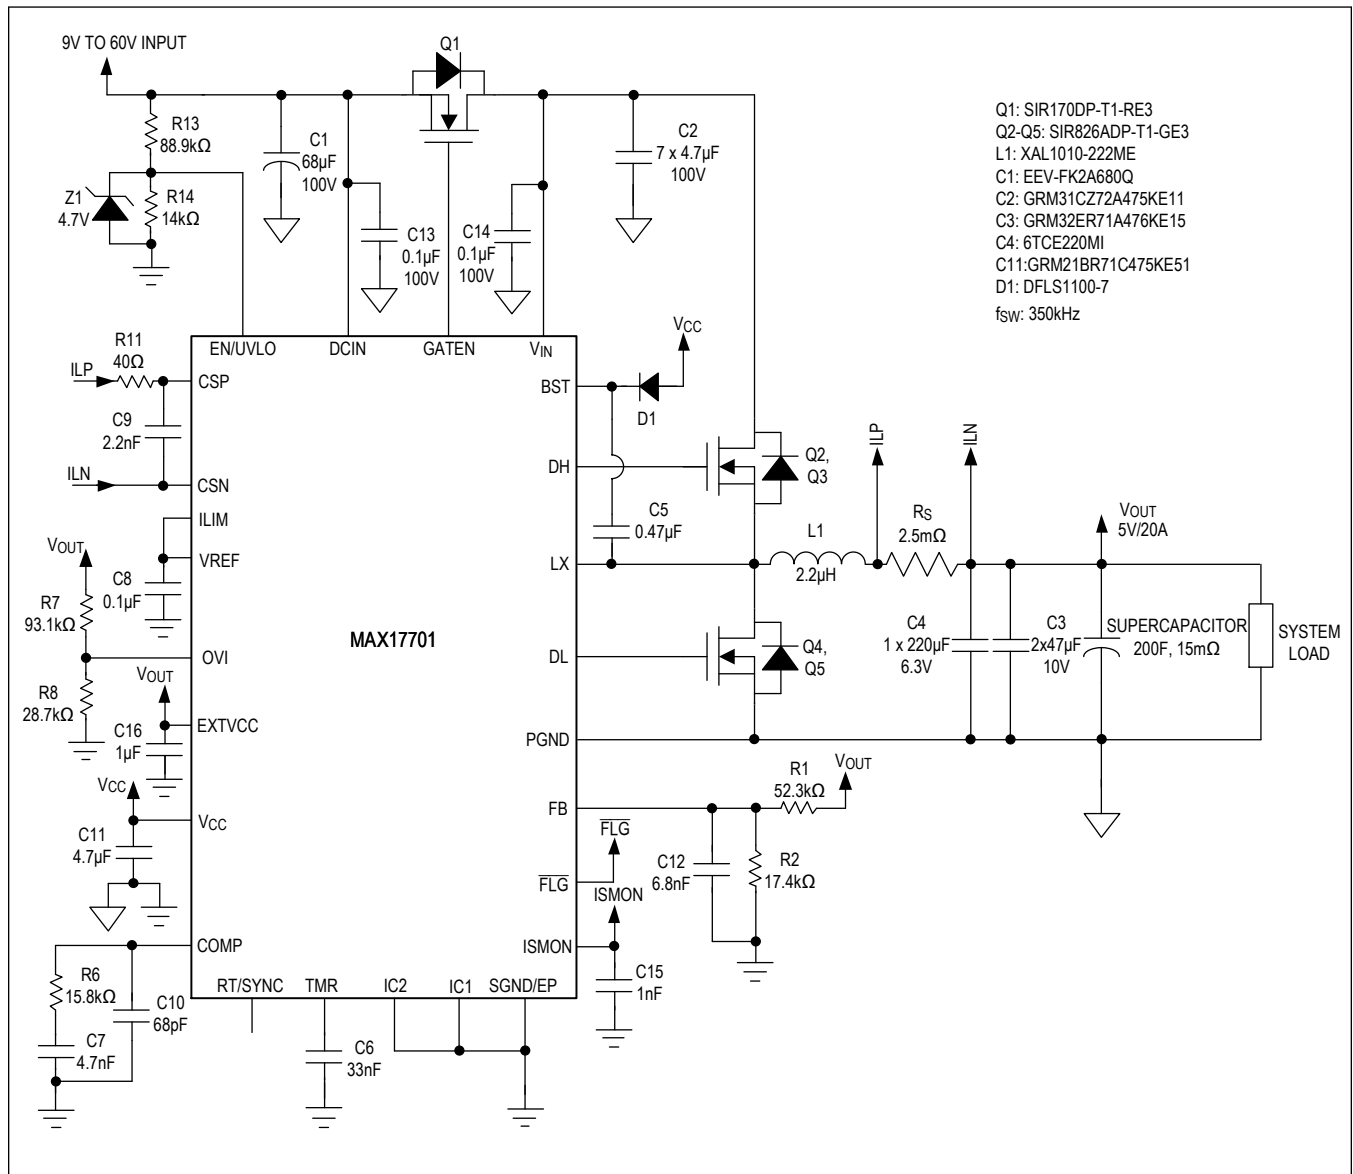 9V TO 60V INPUT
Q1
R13
88.9kΩ
C1
68µF
100V
C2
7 x 4.7µF
100V
Q1: SIR170DP-T1-RE3
Q2-Q5: SIR826ADP-T1-GE3
L1: XAL1010-222ME
C1: EEV-FK2A680Q
C2: GRM31CZ72A475KE11
C3: GRM32ER71A476KE15
C4: 6TCE220MI
C11:GRM21BR71C475KE51
D1: DFLS1100-7
fSW: 350kHz
Z1
4.7V
R14
14kΩ
C13
0.1µF
100V
C14
0.1µF
100V
EN/UVLO
DCIN
GATEN
VIN
VCC
R11
40Ω
ILP
CSP
BST
D1
C9
2.2nF
ILN
CSN
DH
Q2,
Q3
ILP
ILN
ILIM
VREF
C8
0.1µF
C5
0.47µF
LX
L1
2.2µH
RS
2.5mΩ
VOUT
5V/20A
VOUT
R7
93.1kΩ
MAX17701
OVI
DL
Q4,
Q5
C4
1 x 220µF
6.3V
C3
2x47µF
10V
SUPERCAPACITOR
200F, 15mΩ
SYSTEM
LOAD
R8
28.7kΩ
VOUT
EXTVCC
C16
1µF
PGND
VCC
VCC
C11
4.7µF
FB
R1
52.3kΩ
VOUT
C12
6.8nF
R2
17.4kΩ
FLG
FLG
ISMON
ISMON
C15
1nF
COMP
R6
15.8kΩ
C10
68pF
C7
4.7nF
RT/SYNC
TMR
IC2
IC1
SGND/EP
C6
33nF